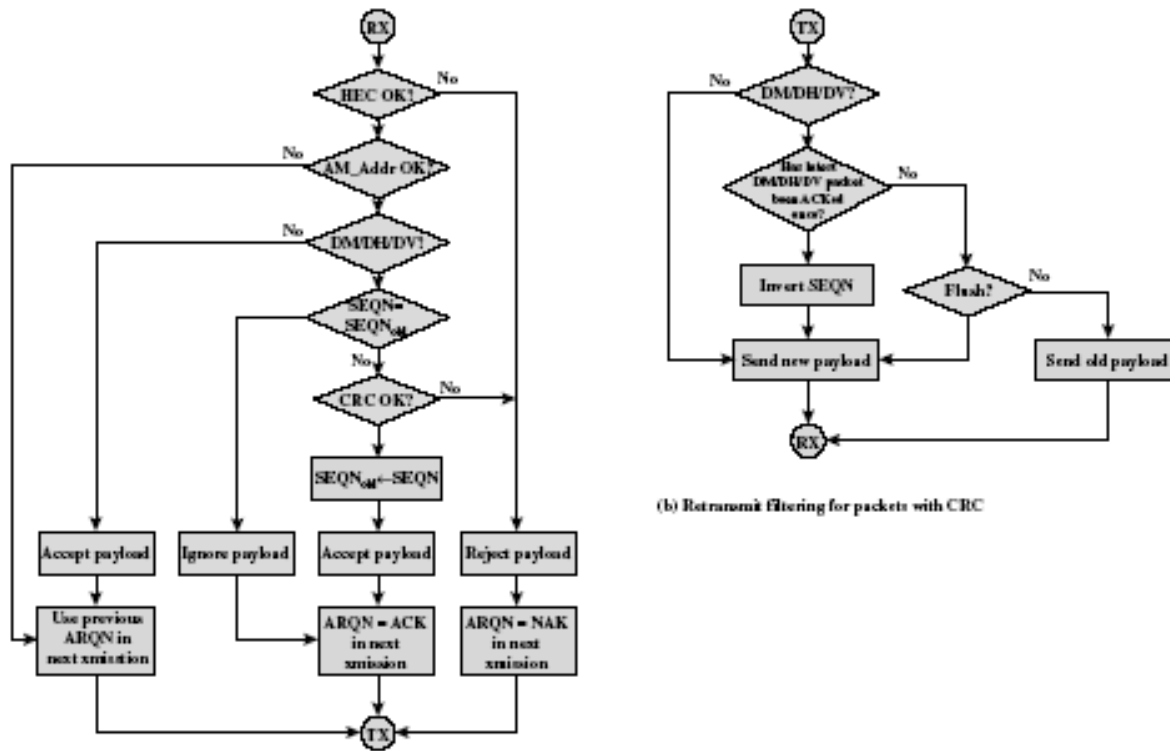 RX
No
HEC OK?
No
AM_Addr OK?
No
DM/DH/DV?
SEQN=
SEQNold
No
No
CRC OK?
SEQNold←SEQN
Accept payload
Ignore payload
Accept payload
Reject payload
Use previous
ARQN in
next xmission
ARQN = ACK
in next
xmission
ARQN = NAK
in next
xmission
TX
TX
No
DM/DH/DV?
Has latest
DM/DH/DV packet
been ACKed
once?
No
Invert SEQN
Flush?
No
Send new payload
Send old payload
RX
(b) Retransmit filtering for packets with CRC